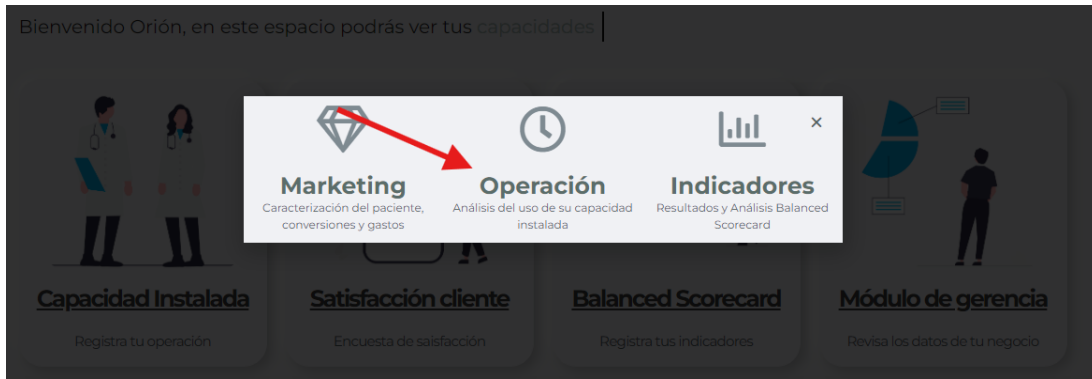 Bienvenido Orión, en este espacio podrás ver tus capacidades
Marketing
Caracterización del paciente,
conversiones y gastos
Operación
Análisis del uso de su capacidad
instalada
Indicadores
Resultados y Análisis Balanced
Scorecard
×
Capacidad Instalada
Registra tu operación
Satisfacción cliente
Encuesta de saisfacción
Balanced Scorecard
Registra tus indicadores
Módulo de gerencia
Revisa los datos de tu negocio